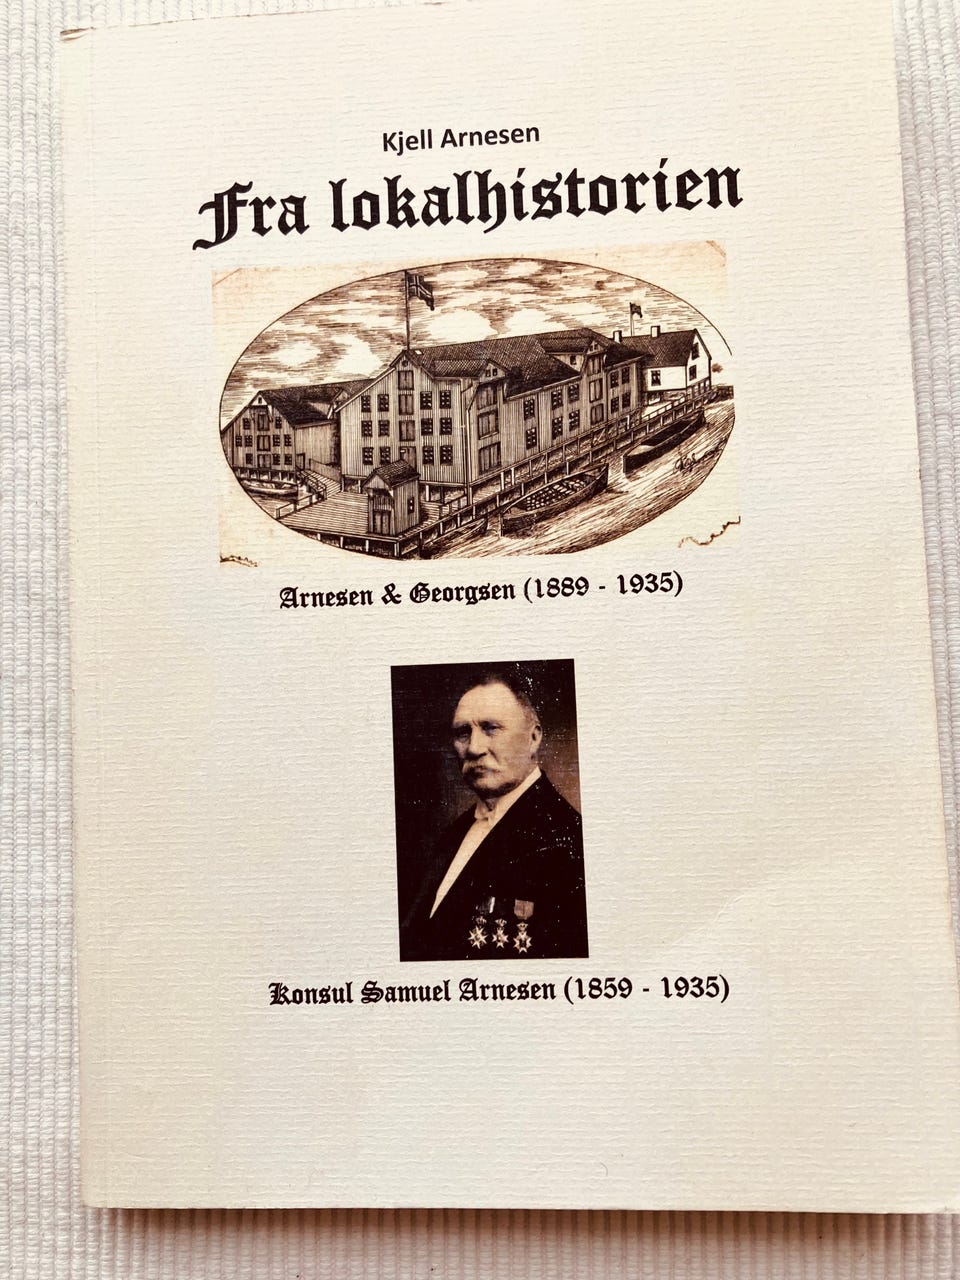 Kjell Arnesen
Fra lokalhistorien
Arnesen & Georgsen (1889 - 1935)
Konsul Samuel Arnesen (1859 - 1935)